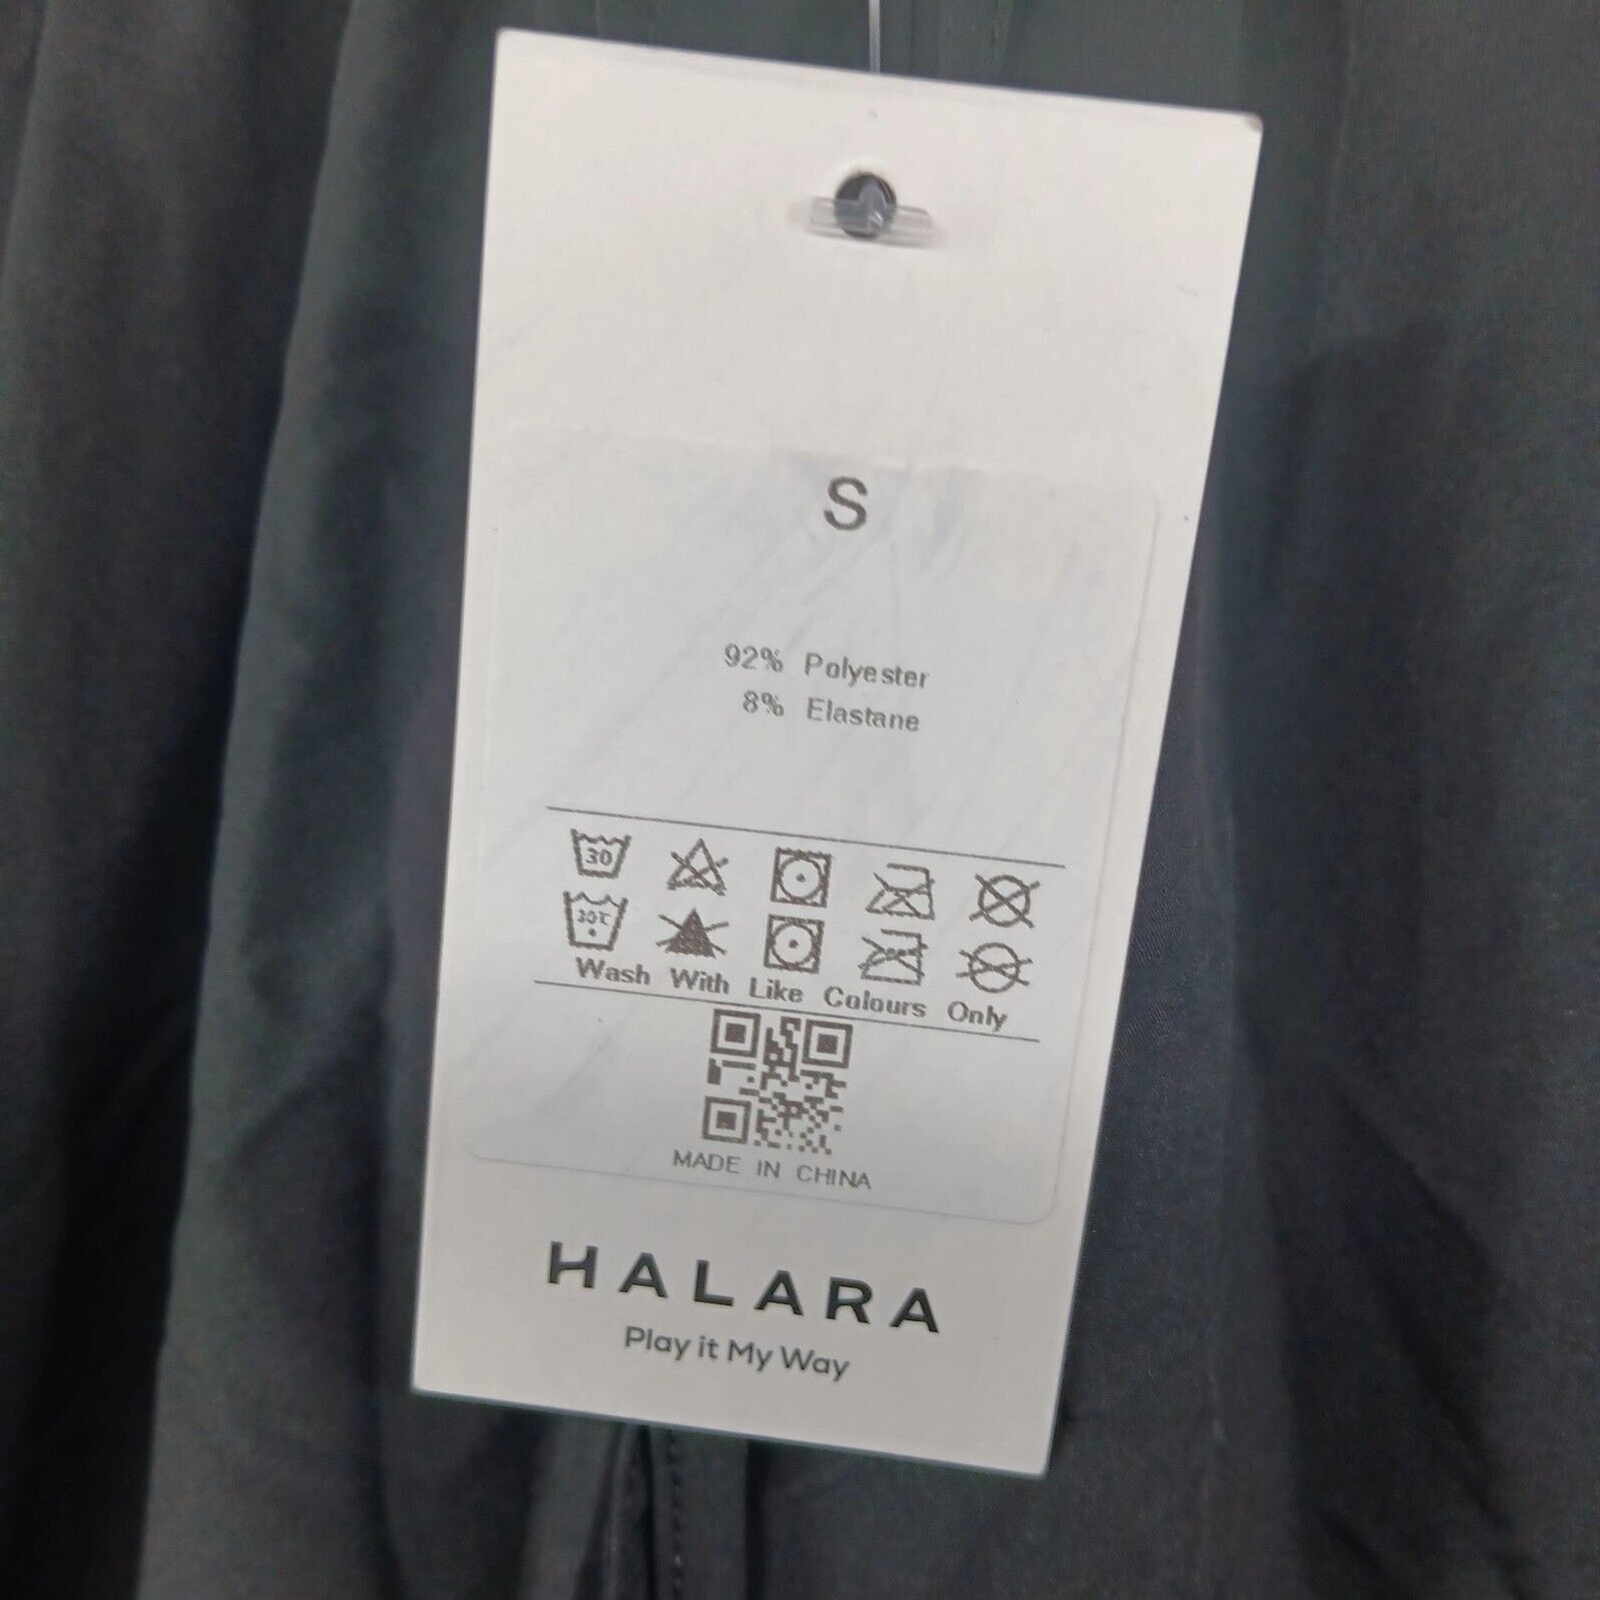 S
92% Polyester
8% Elastane
30
30℃
Wash With Like Colours Only
MADE IN CHINA
HALARA
Play it My Way